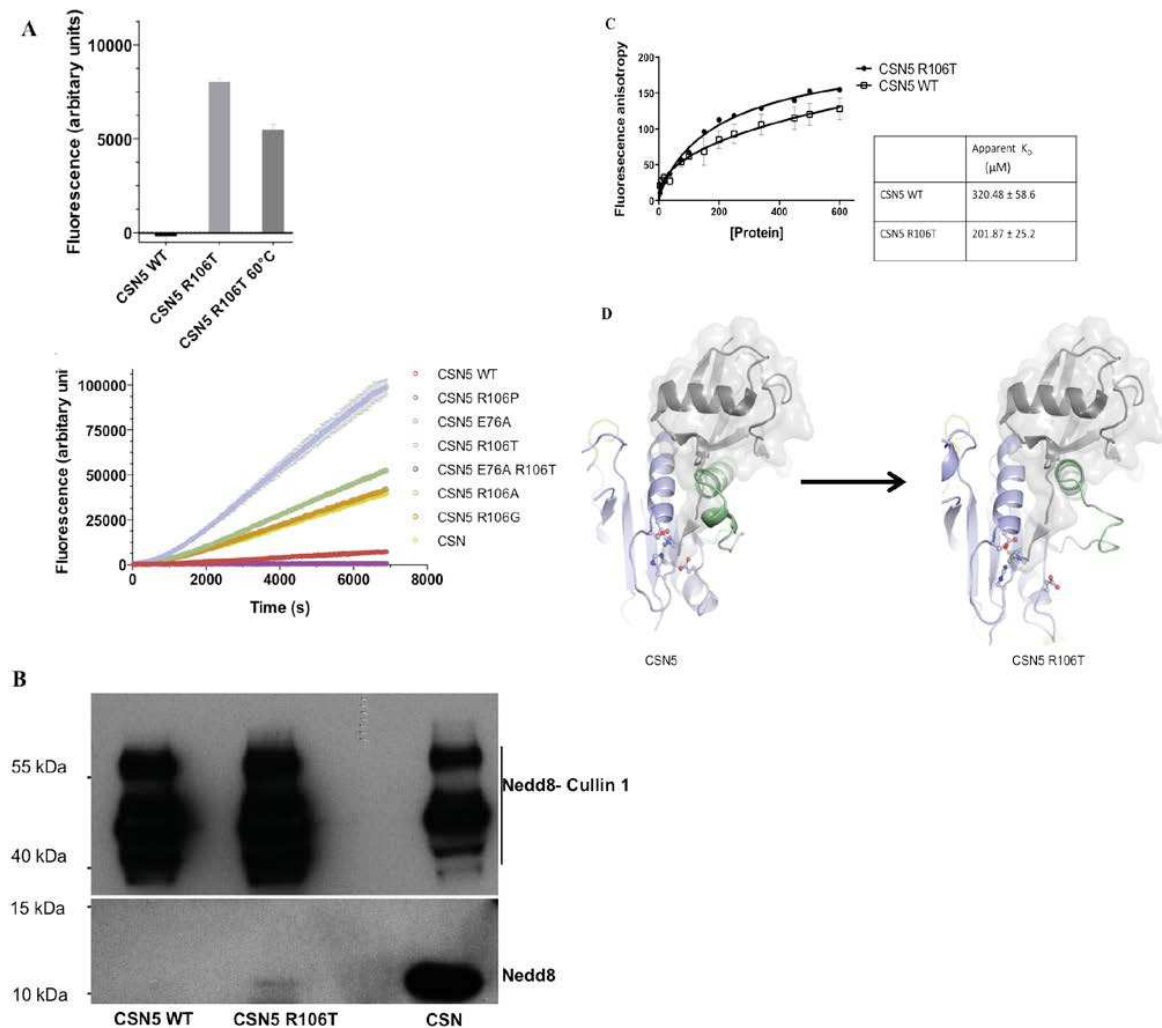 A
Fluorescence (arbitary units)
10000
5000
0
CSN5 WT
CSN5 R106T
CSN5 R106T 60°C
Fluorescence (arbitary uni
100000
75000
50000
25000
0
0
2000
4000
6000
8000
Time (s)
CSN5 WT
CSN5 R106P
CSN5 E76A
CSN5 R106T
CSN5 E76A R106T
CSN5 R106A
CSN5 R106G
CSN
B
55 kDa
40 kDa
15 kDa
10 kDa
Nedd8- Cullin 1
Nedd8
CSN5 WT
CSN5 R106T
CSN
C
Fluoresecence anisotropy
200
150
100
50
0
0
200
400
600
[Protein]
CSN5 R106T
CSN5 WT
Apparent KD
(µM)
CSN5 WT
320.48 ± 58.6
CSN5 R106T
201.87 ± 25.2
D
CSN5
CSN5 R106T